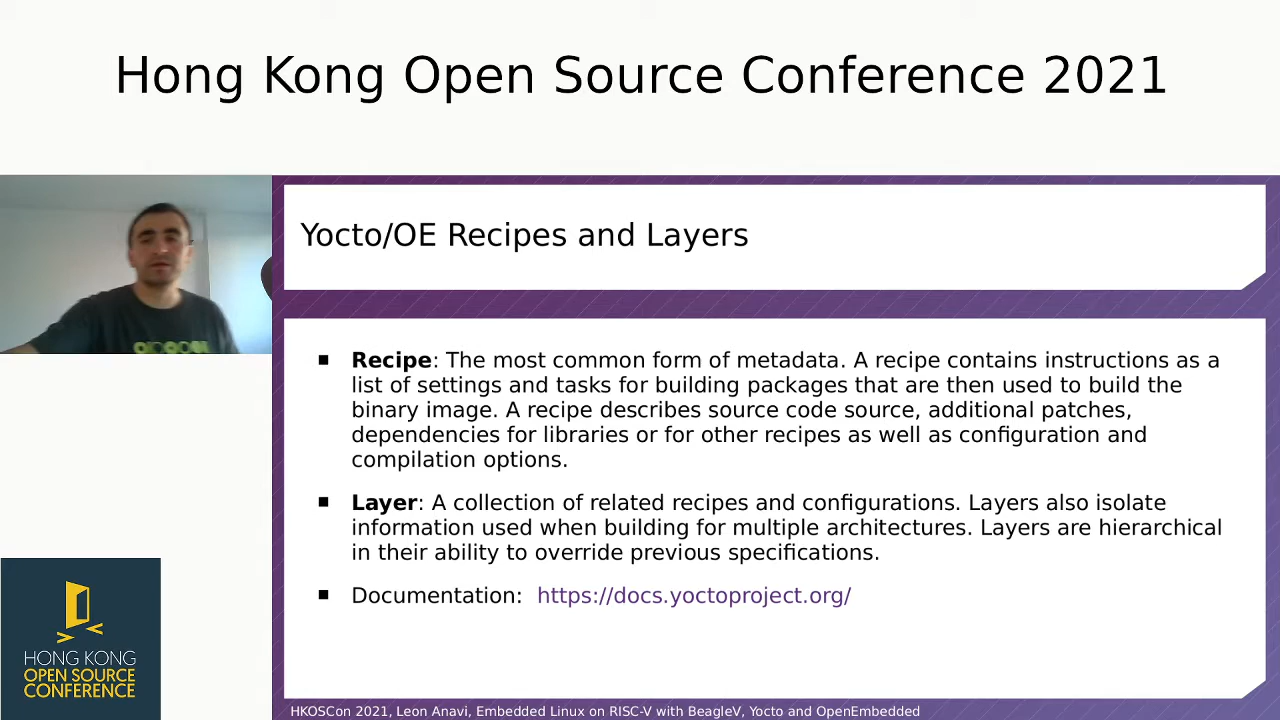 Hong Kong Open Source Conference 2021
Yocto/OE Recipes and Layers
Recipe: The most common form of metadata. A recipe contains instructions as a
list of settings and tasks for building packages that are then used to build the
binary image. A recipe describes source code source, additional patches,
dependencies for libraries or for other recipes as well as configuration and
compilation options.
Layer: A collection of related recipes and configurations. Layers also isolate
information used when building for multiple architectures. Layers are hierarchical
in their ability to override previous specifications.
Documentation: https://docs.yoctoproject.org/
HONG KONG
OPEN SOURCE
CONFERENCE
HKOSCon 2021, Leon Anavi, Embedded Linux on RISC-V with BeagleV, Yocto and OpenEmbedded